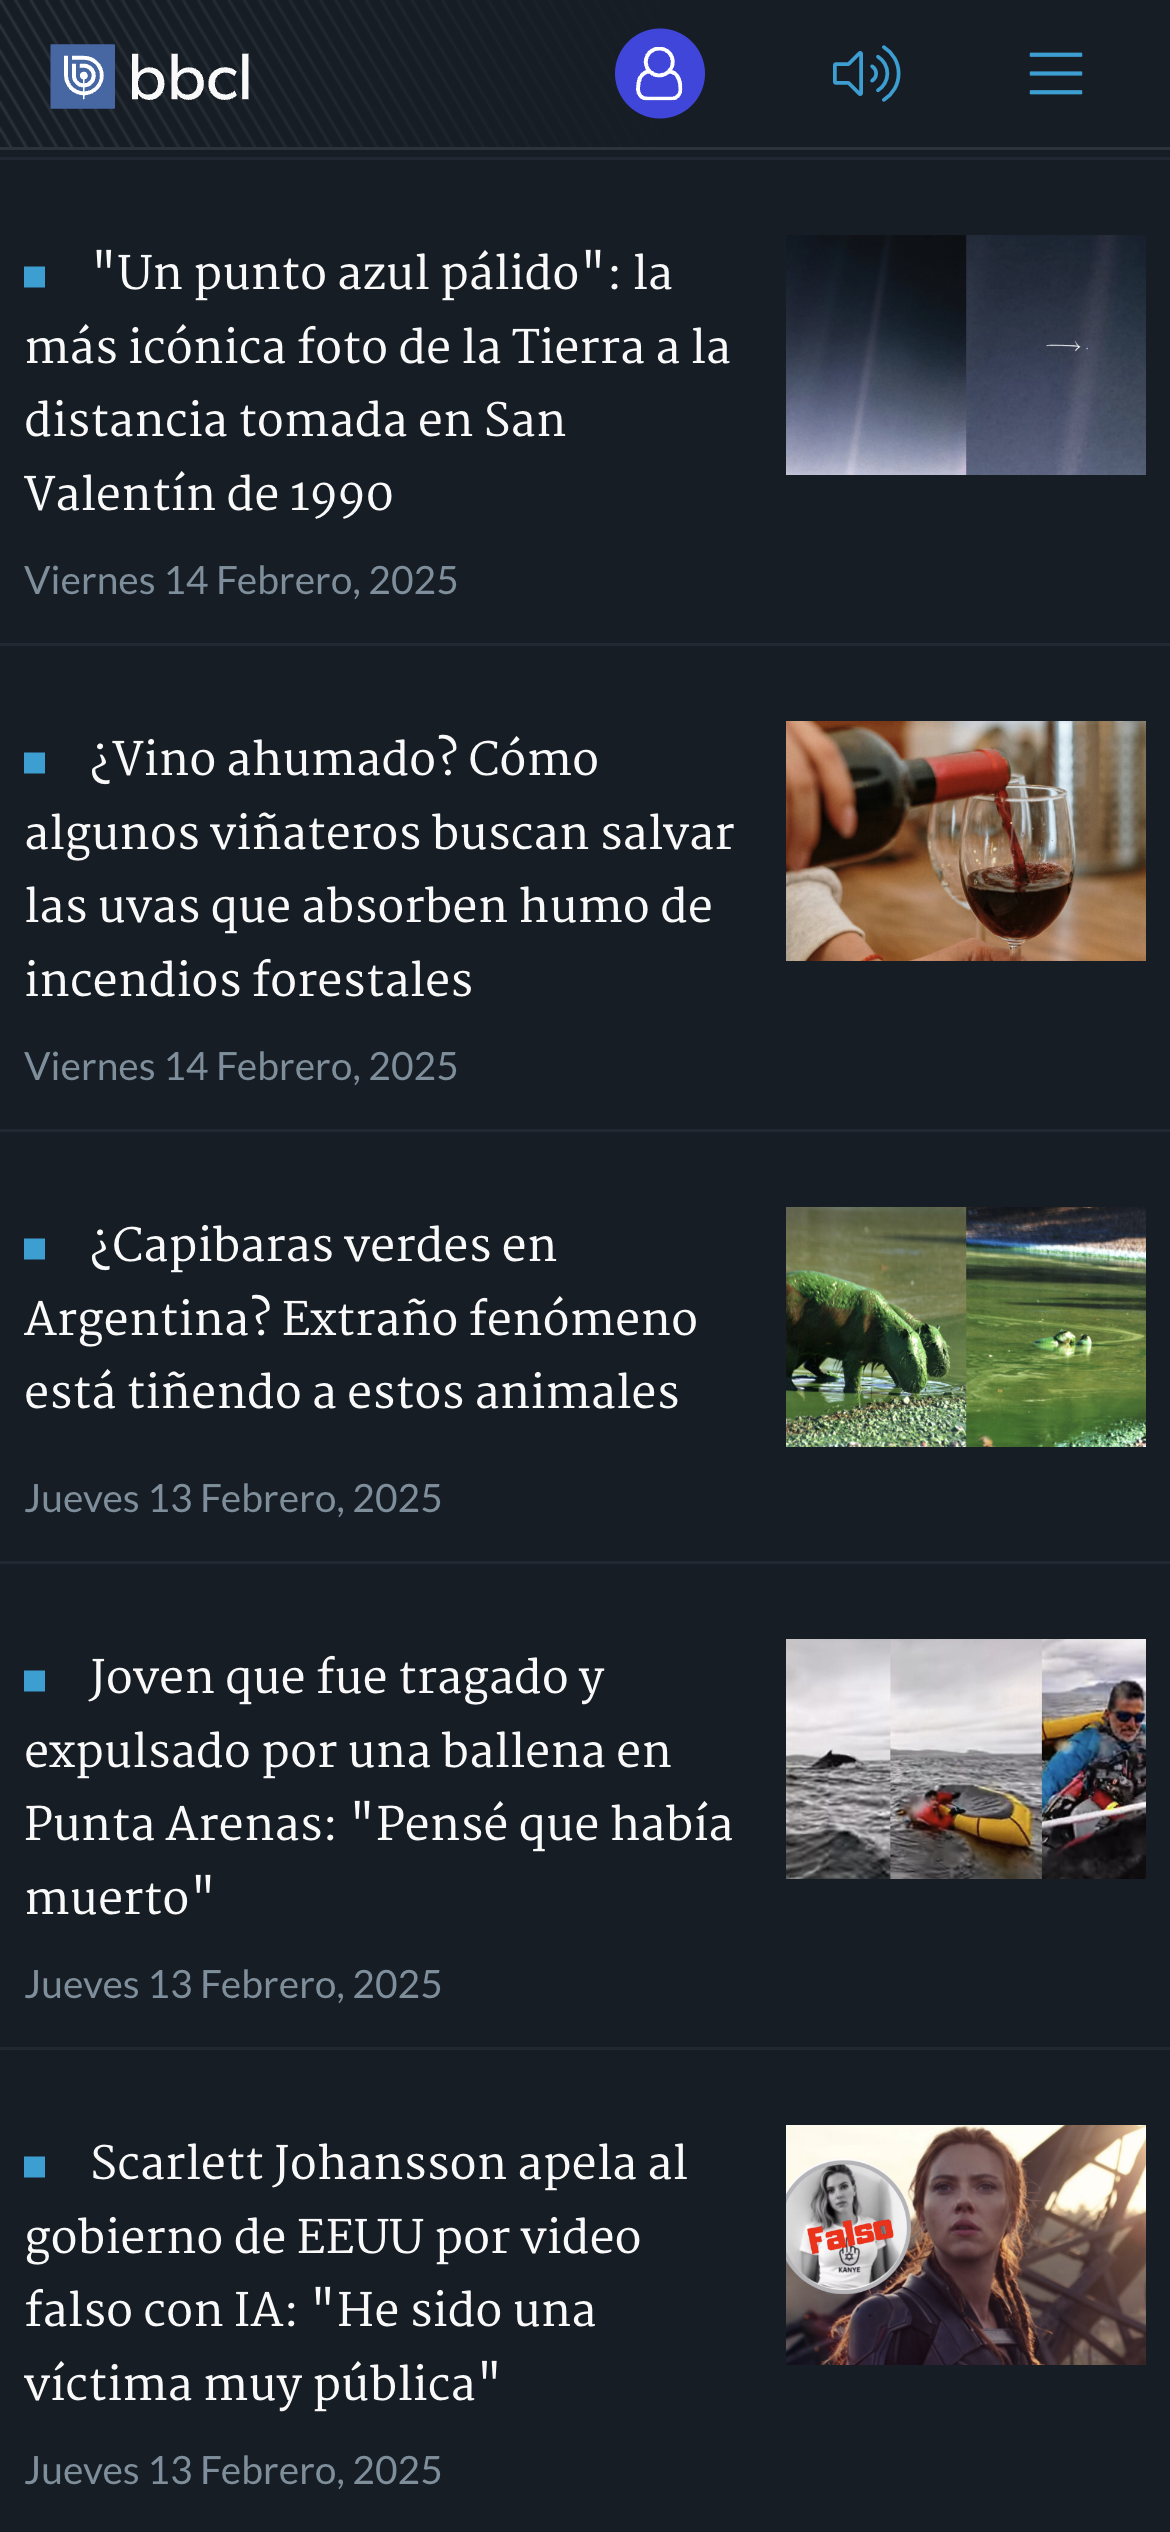 bbcl
"Un punto azul pálido": la
más icónica foto de la Tierra a la
distancia tomada en San
Valentín de 1990
Viernes 14 Febrero, 2025
¿Vino ahumado? Cómo
algunos viñateros buscan salvar
las uvas que absorben humo de
incendios forestales
Viernes 14 Febrero, 2025
¿Capibaras verdes en
Argentina? Extraño fenómeno
está tiñendo a estos animales
Jueves 13 Febrero, 2025
Joven que fue tragado y
expulsado por una ballena en
Punta Arenas: "Pensé que había
muerto"
Jueves 13 Febrero, 2025
Scarlett Johansson apela al
gobierno de EEUU por video
falso con IA: "He sido una
víctima muy pública"
Falso
KANYE
Jueves 13 Febrero, 2025